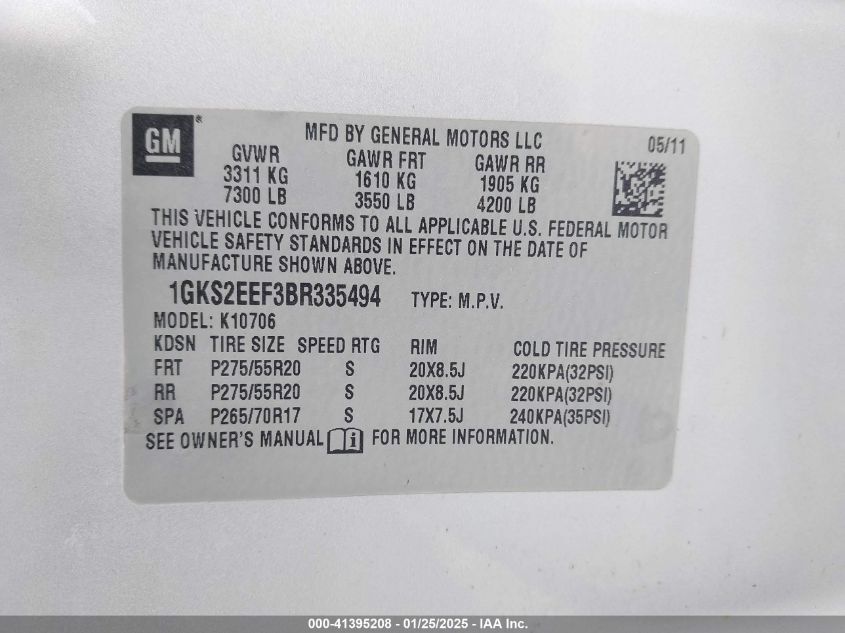 GM ® MFD BY GENERAL MOTORS LLC 05/11
GVWR GAWR FRT GAWR RR
3311 KG 1610 KG 1905 KG
7300 LB 3550 LB 4200 LB
THIS VEHICLE CONFORMS TO ALL APPLICABLE U.S. FEDERAL MOTOR
VEHICLE SAFETY STANDARDS IN EFFECT ON THE DATE OF
MANUFACTURE SHOWN ABOVE.
1GKS2EEF3BR335494 TYPE: M.P.V.
MODEL: K10706
KDSN TIRE SIZE SPEED RTG RIM COLD TIRE PRESSURE
FRT P275/55R20 S 20X8.5J 220KPA(32PSI)
RR P275/55R20 S 20X8.5J 220KPA(32PSI)
SPA P265/70R17 S 17X7.5J 240KPA(35PSI)
SEE OWNER'S MANUAL i FOR MORE INFORMATION.
000-41395208 - 01/25/2025 - IAA Inc.